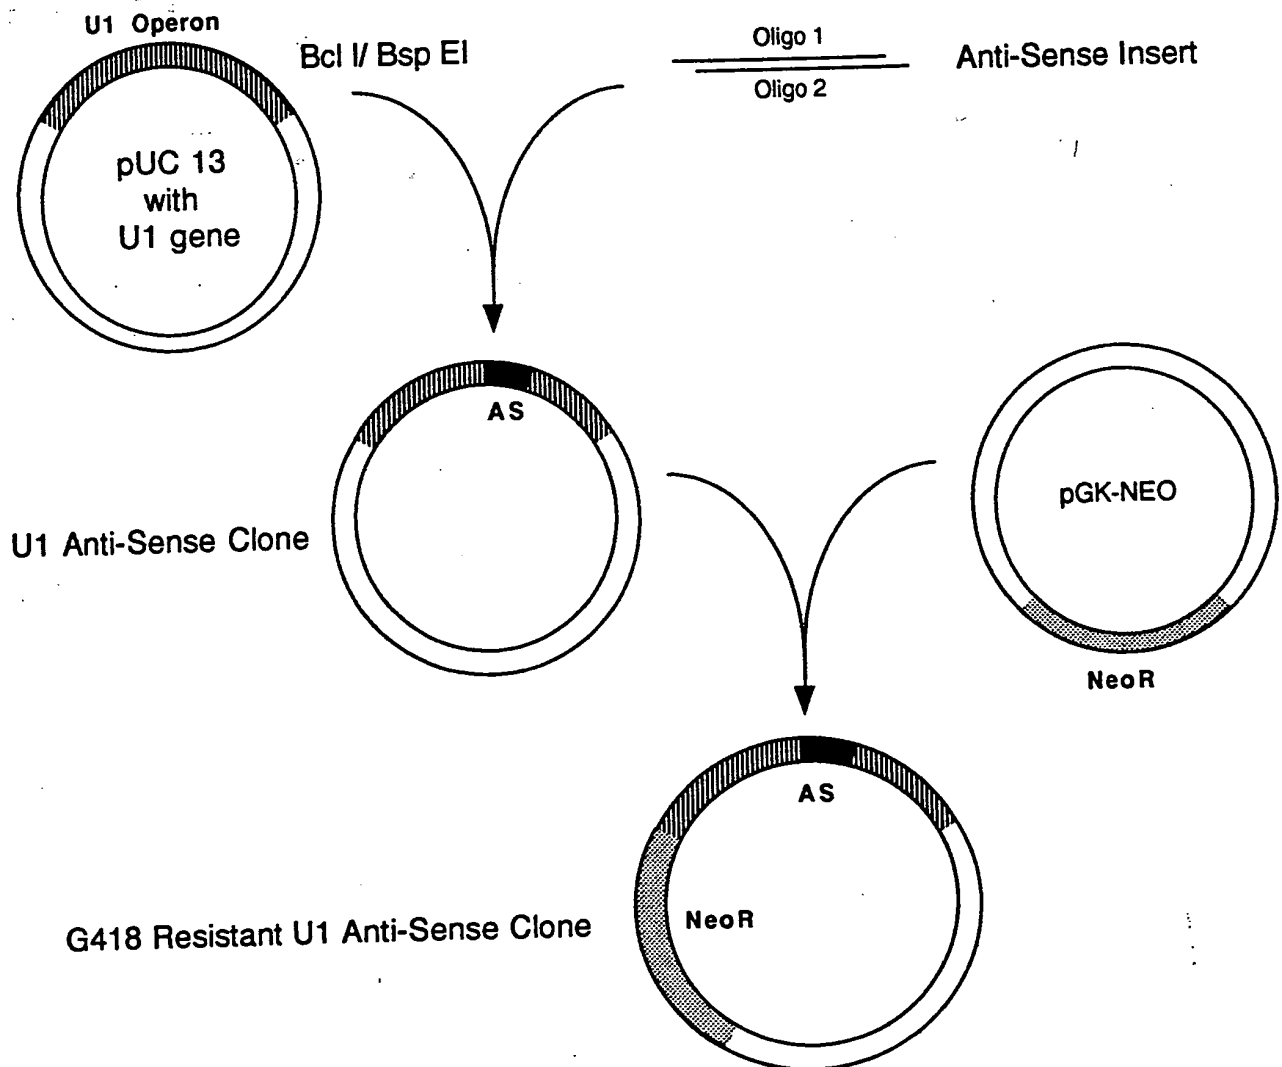 U1 Operon
Bcl I/ Bsp EI
Oligo 1
Oligo 2
Anti-Sense Insert
pUC 13
with
U1 gene
AS
U1 Anti-Sense Clone
pGK-NEO
NeoR
AS
NeoR
G418 Resistant U1 Anti-Sense Clone